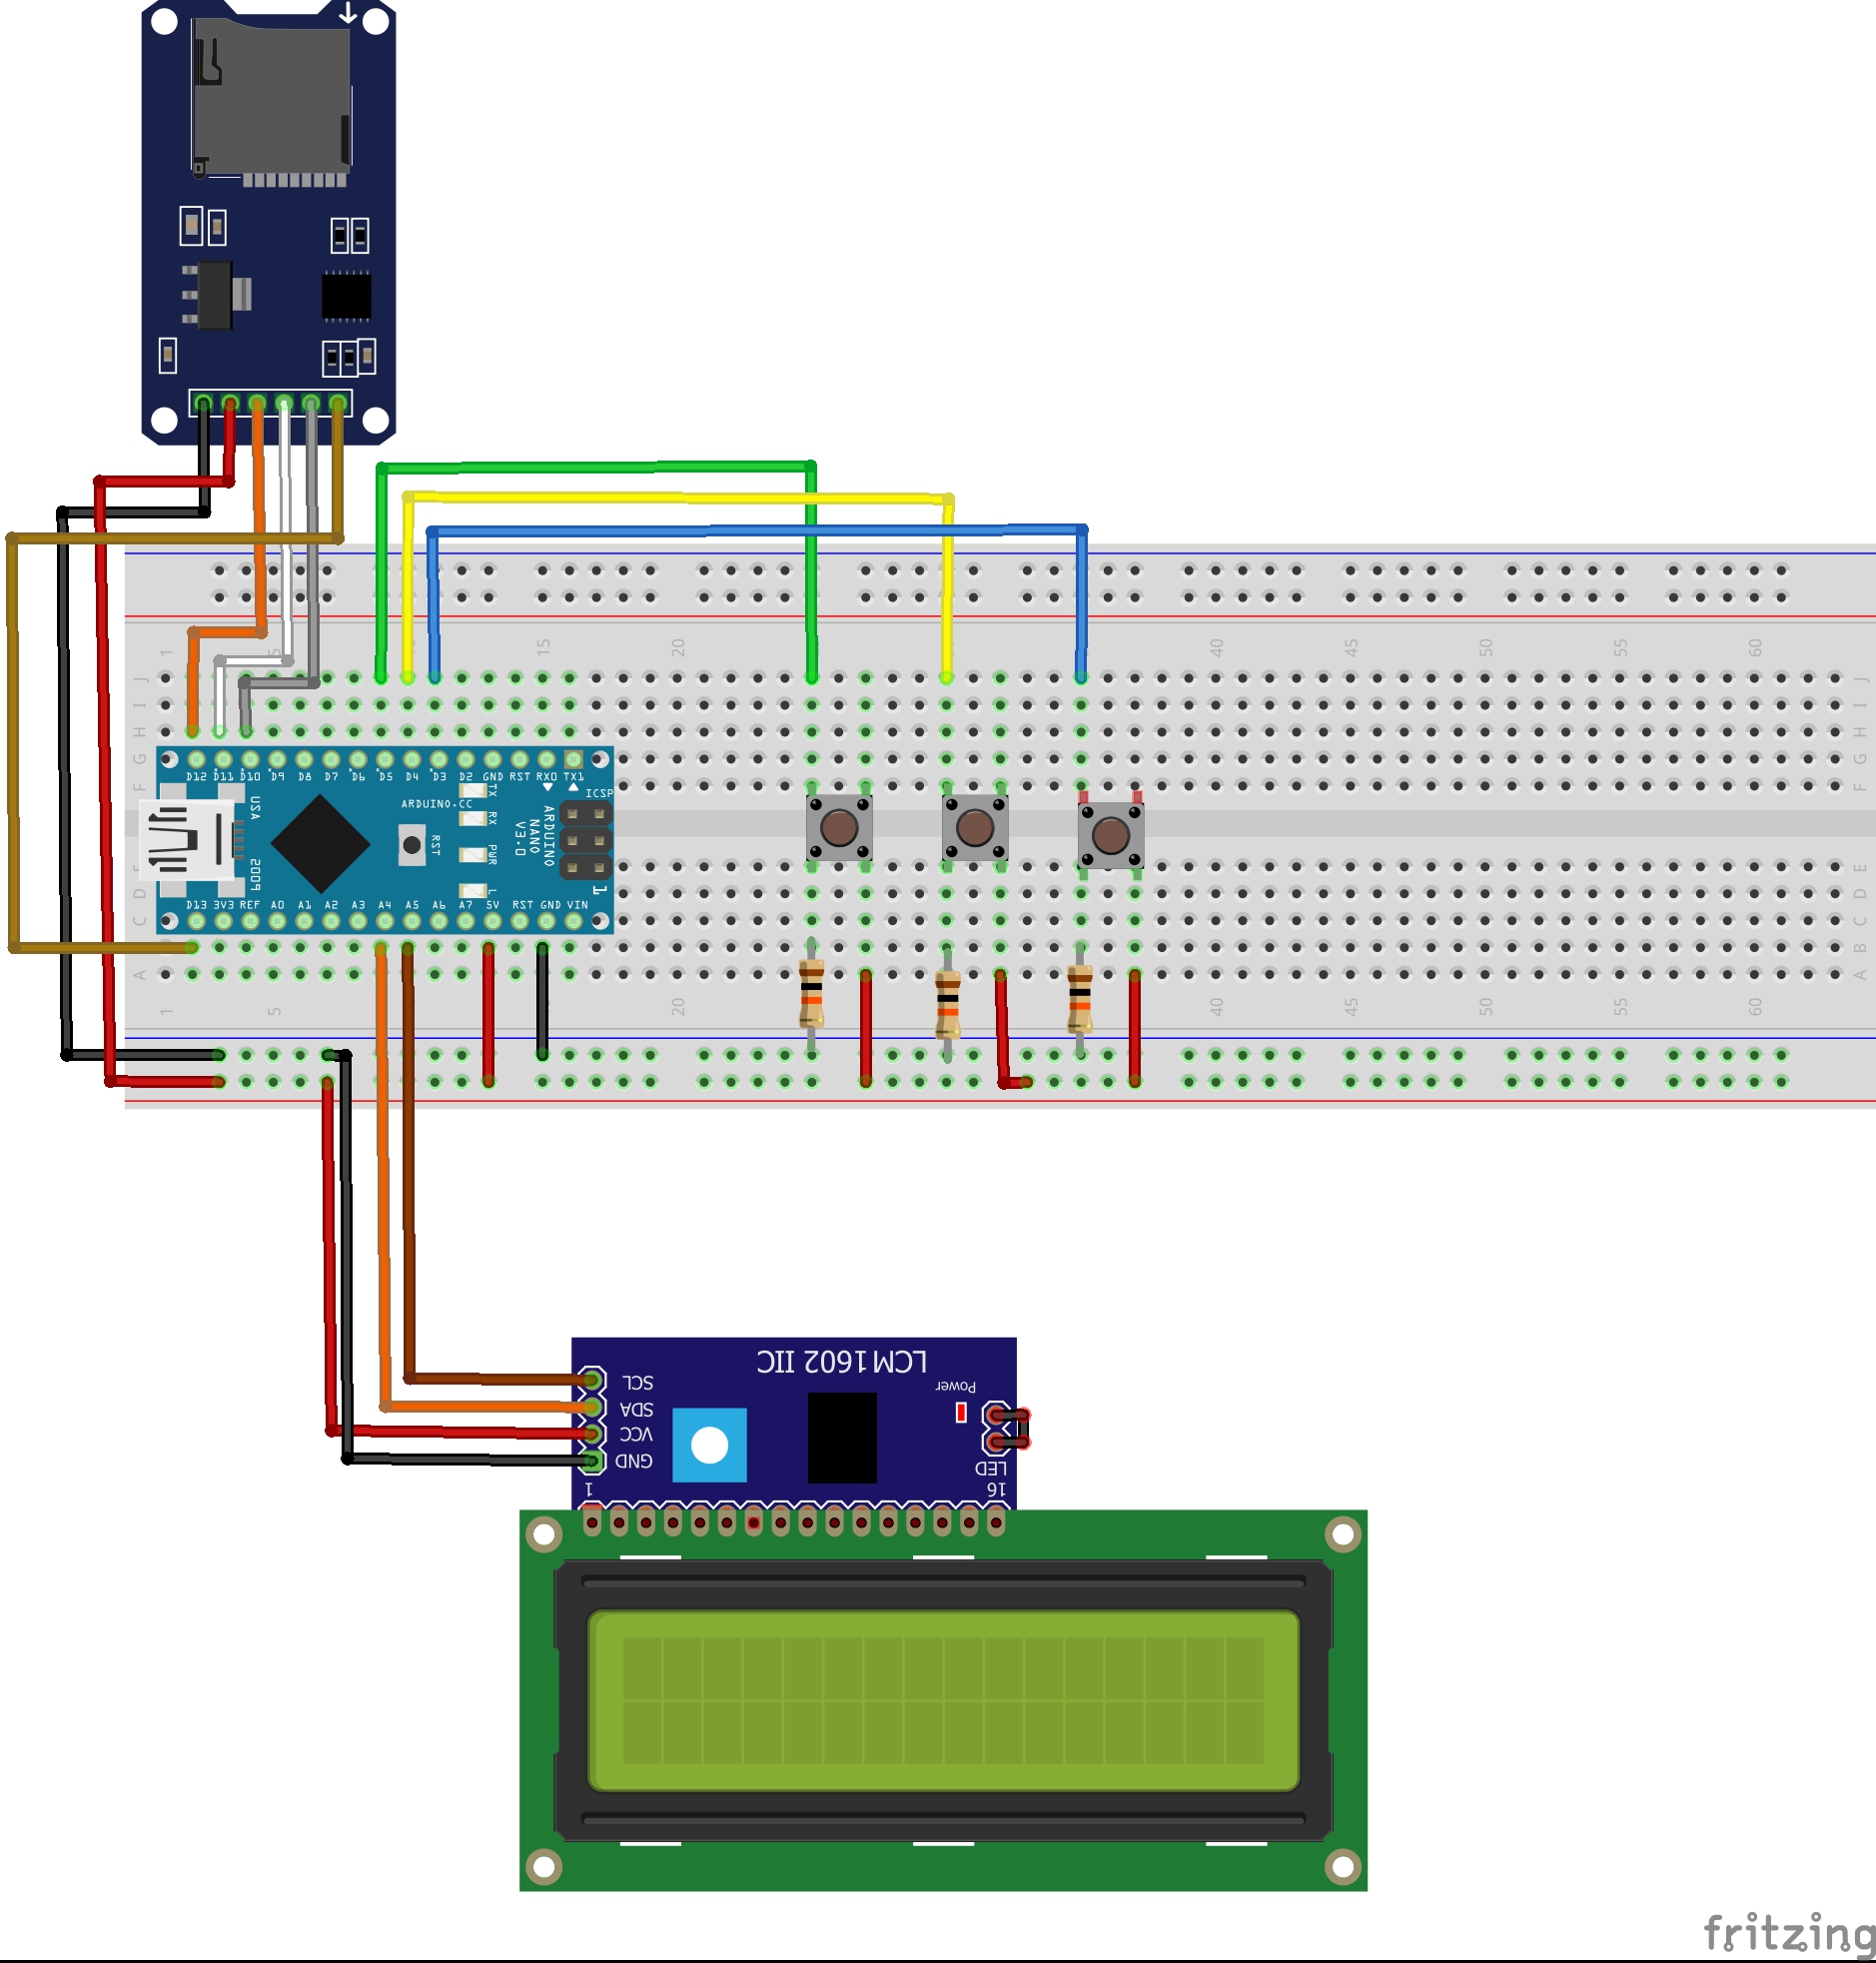 1 5 15 20 40 45 50 55 60
J J
I I
H H
G G
D12 D11 D10 D9 D8 D7 D6 D5 D4 D3 D2 GND RST RX0 TX1
F F
ICSP
ARDUINO.CC
TX
RX
USA
RST
ARDUINO
NANO
V3.0
PWR
2009
L
1
E
D D
D13 3V3 REF A0 A1 A2 A3 A4 A5 A6 A7 5V RST GND VIN
C C
B B
A A
1 5 20 40 45 50 55 60
LCM1602 IIC
SCL
Power
SDA
VCC
GND
LED
1 16
fritzing